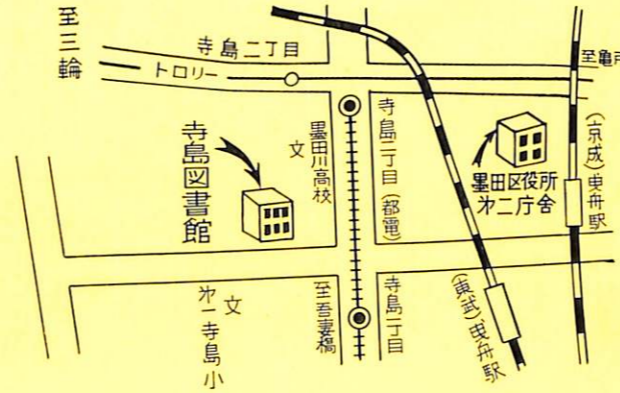 至三輪
寺島二丁目
トロリー
至亀戸
寺島図書館
墨田川高校
文
寺島二丁目(都電)
墨田区役所
㐧二庁舎
(京成)曳舟駅
㐧一寺島小
文
至吾妻橋
寺島一丁目
(東武)曳舟駅